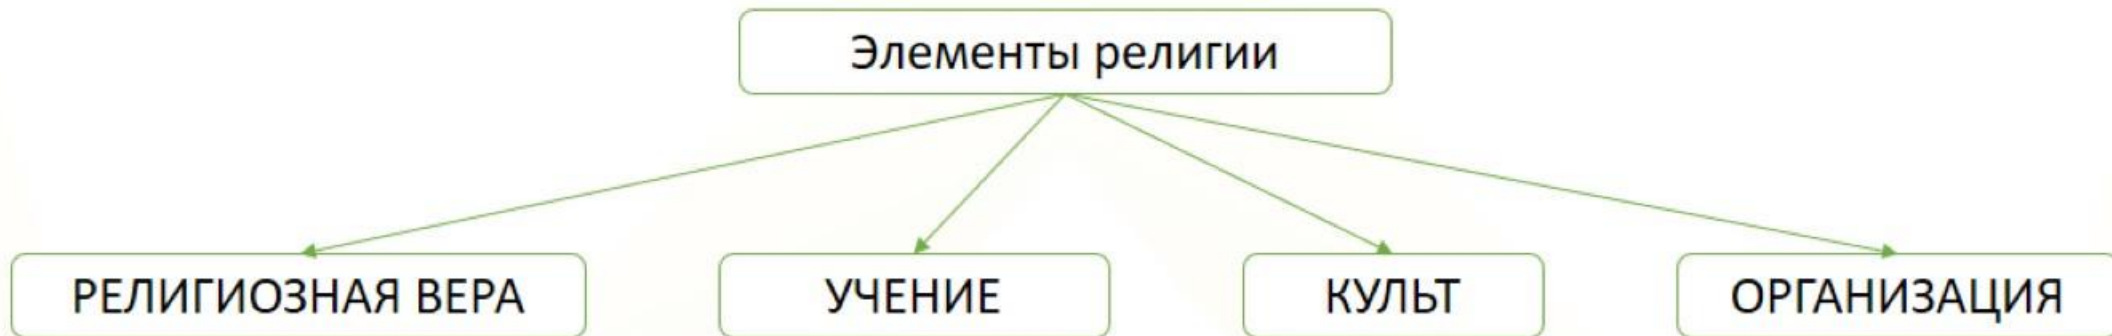 Элементы религии
РЕЛИГИОЗНАЯ ВЕРА
УЧЕНИЕ
КУЛЬТ
ОРГАНИЗАЦИЯ